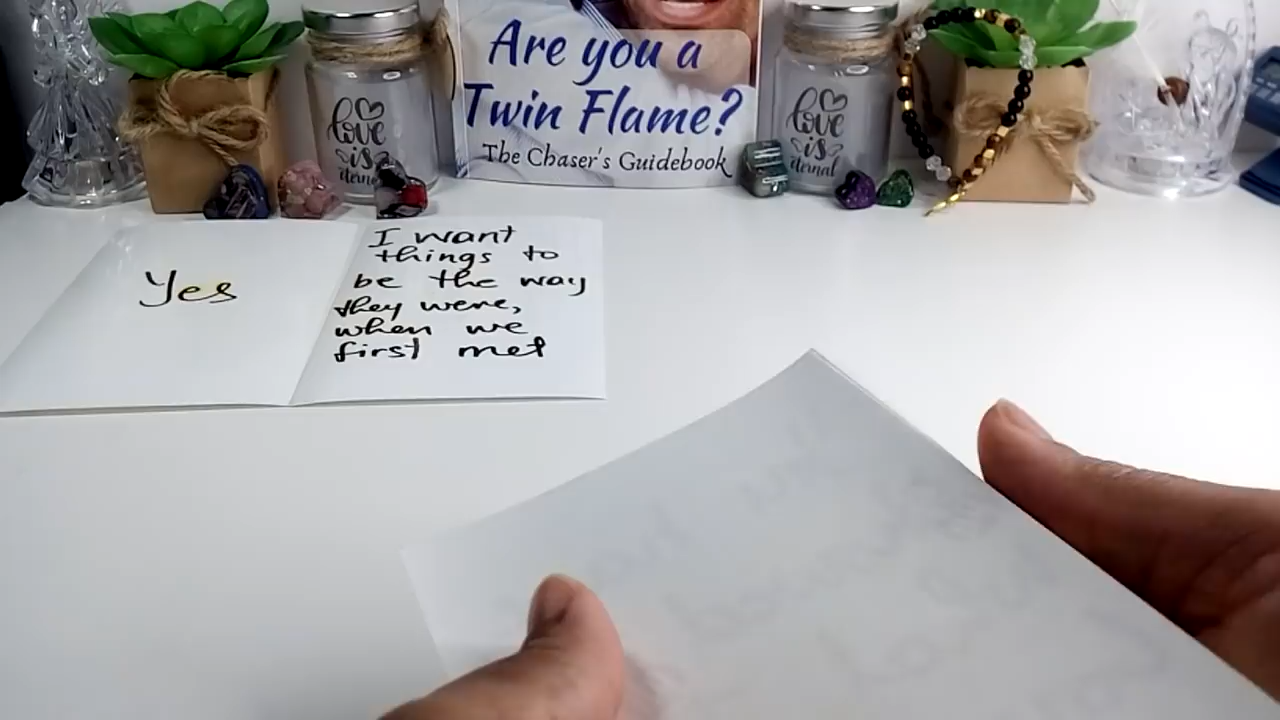 Are you a
Twin Flame?
The Chaser's Guidebook
love
is
love
is
eternal
Yes
I want
things to
be the way
they were,
when we
first met